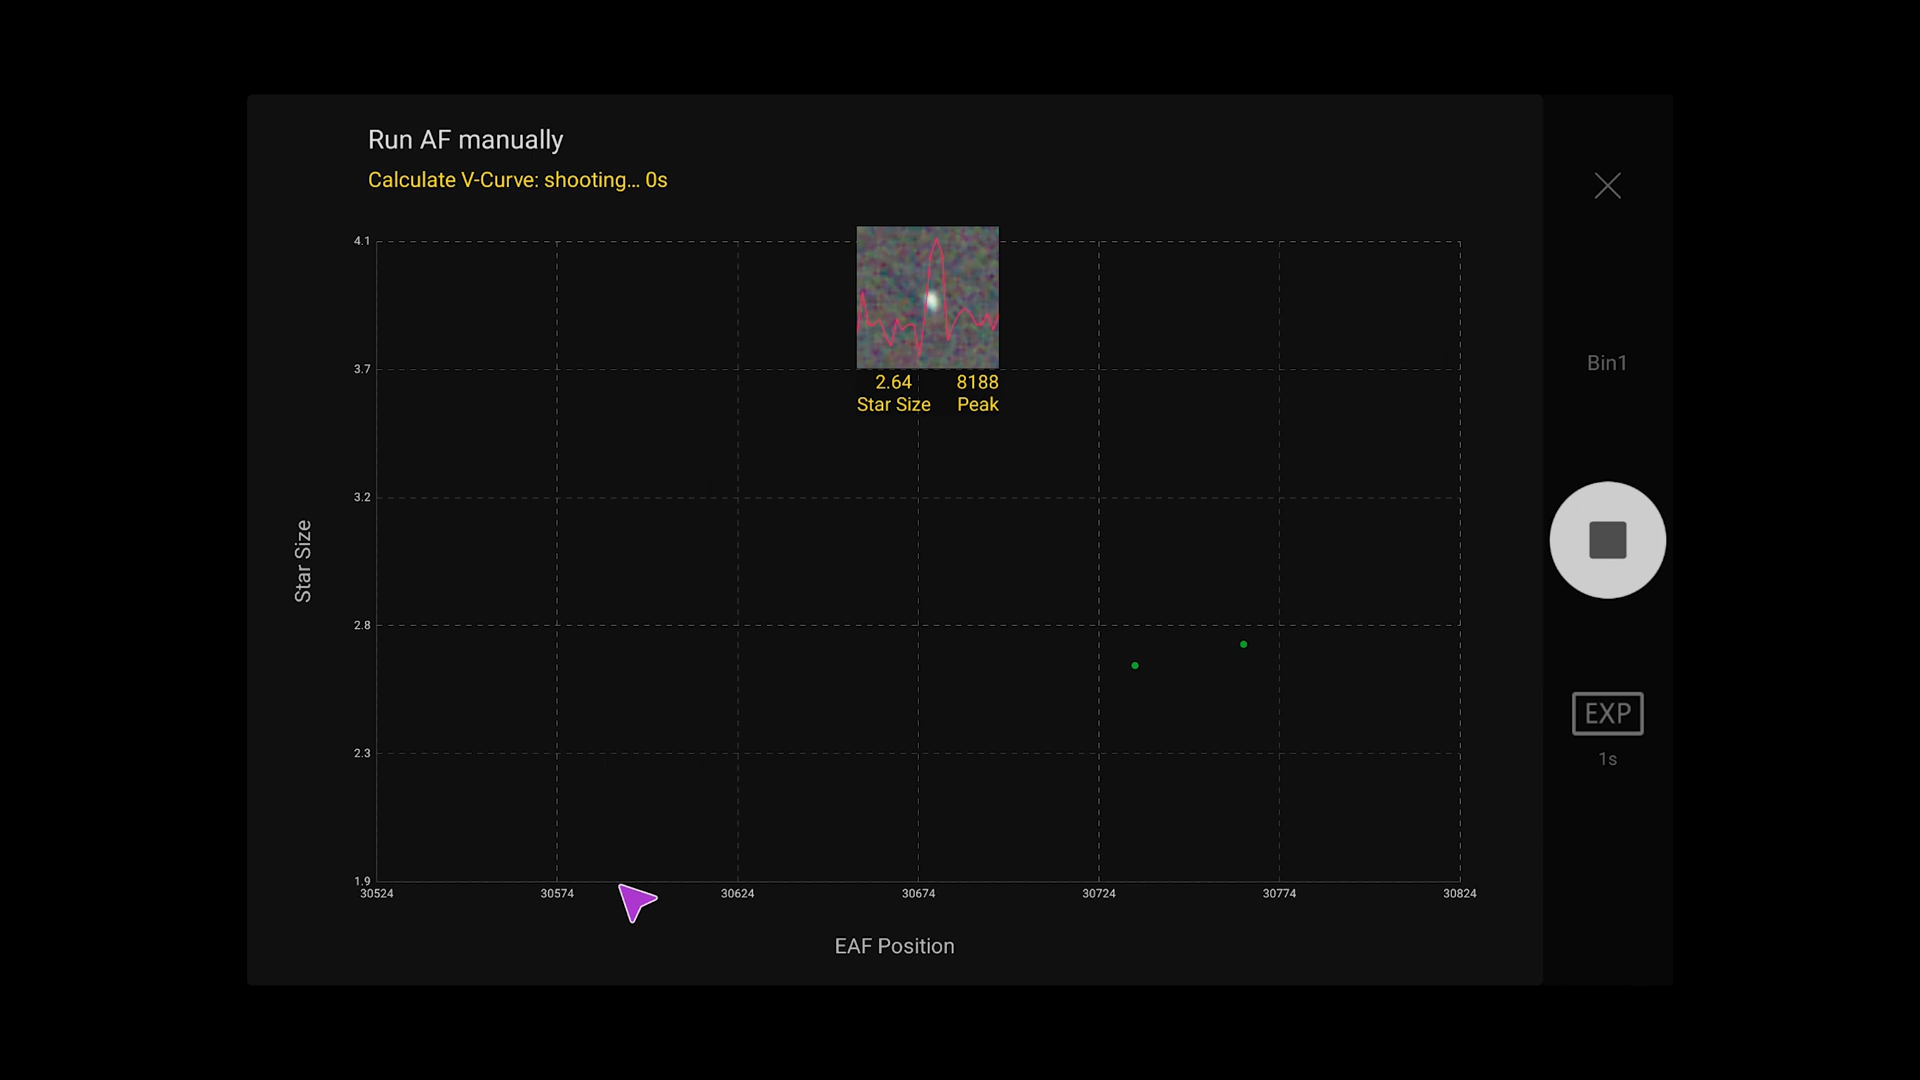 Run AF manually
Calculate V-Curve: shooting... 0s
4.1
3.7
2.64 8188
Star Size Peak
Bin1
3.2
Star Size
2.8
EXP
1s
2.3
1.9
30524 30574 30624 30674 30724 30774 30824
EAF Position